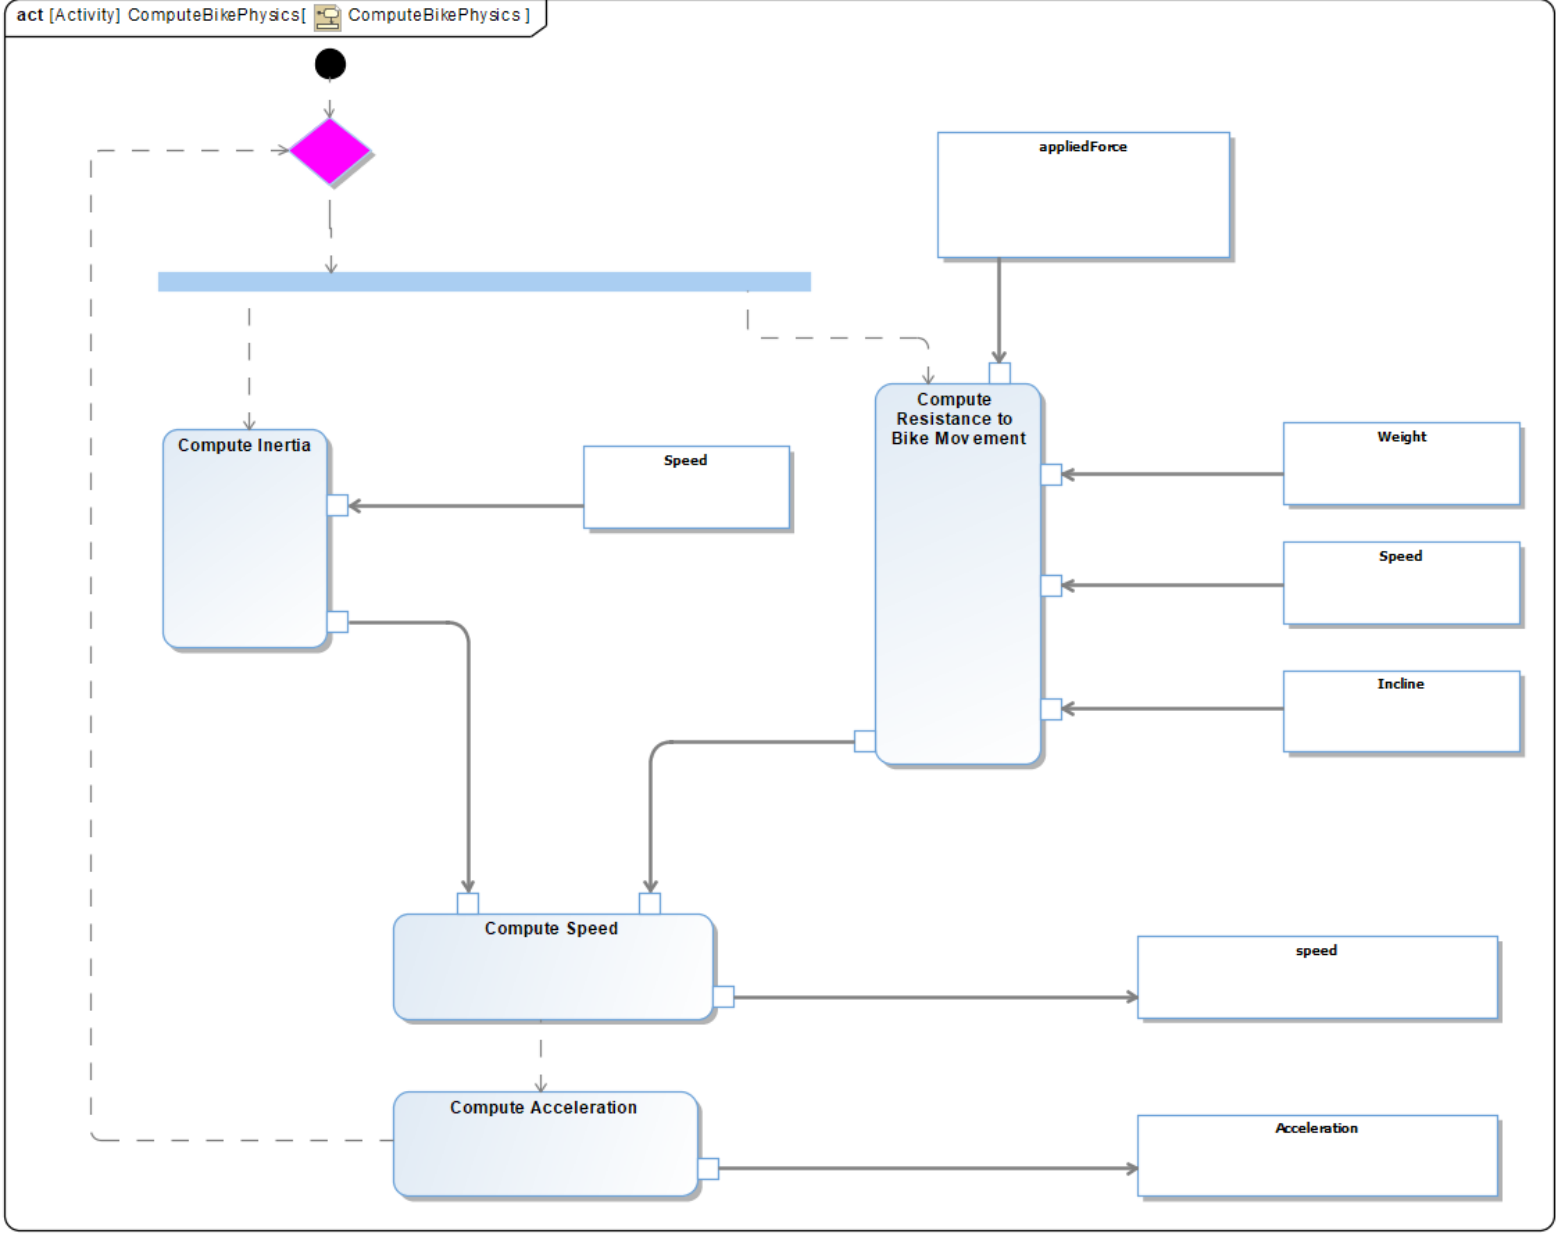 act [Activity] ComputeBikePhysics[ ComputeBikePhysics ]
appliedForce
Compute
Resistance to
Bike Movement
Weight
Compute Inertia
Speed
Speed
Incline
Compute Speed
speed
Compute Acceleration
Acceleration